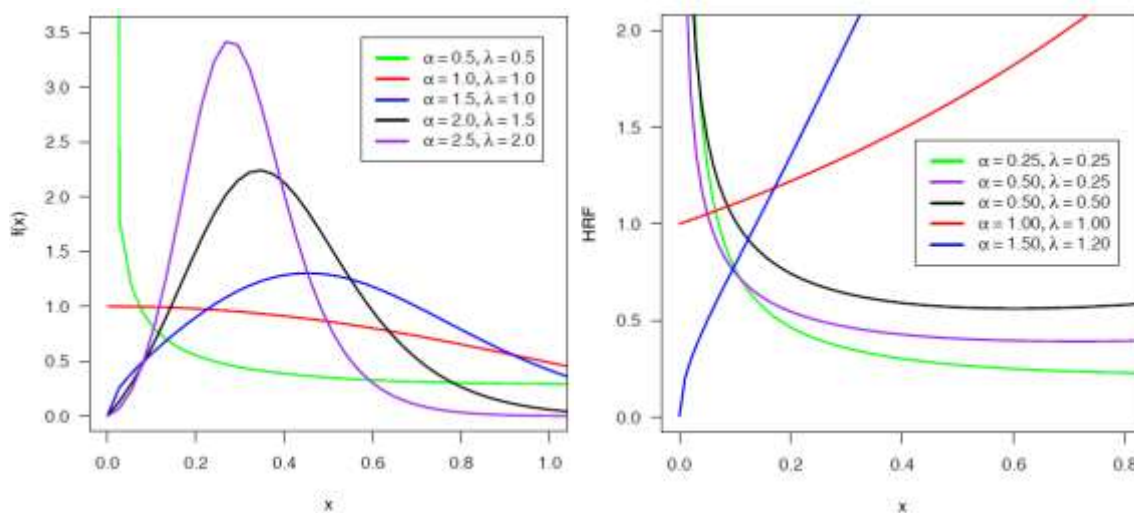 3.5
3.0
2.5
2.0
1.5
1.0
0.5
0.0
f(x)
α = 0.5, λ = 0.5
α = 1.0, λ = 1.0
α = 1.5, λ = 1.0
α = 2.0, λ = 1.5
α = 2.5, λ = 2.0
0.0 0.2 0.4 0.6 0.8 1.0
x
2.0
1.5
1.0
0.5
0.0
HRF
α = 0.25, λ = 0.25
α = 0.50, λ = 0.25
α = 0.50, λ = 0.50
α = 1.00, λ = 1.00
α = 1.50, λ = 1.20
0.0 0.2 0.4 0.6 0.8
x